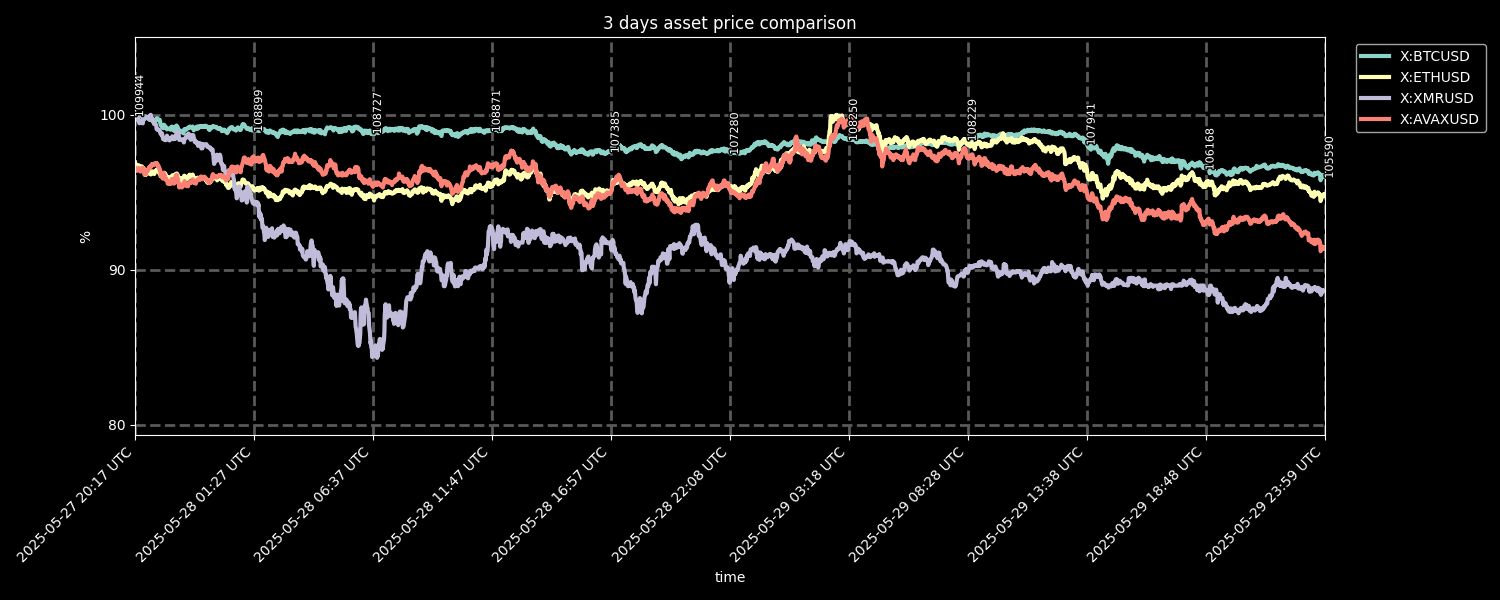 3 days asset price comparison
X:BTCUSD
X:ETHUSD
X:XMRUSD
X:AVAXUSD
109944
108899
108727
108871
107385
107280
108229
107941
106168
105590
100
90
80
%
2025-05-27 20:17 UTC
2025-05-28 01:27 UTC
2025-05-28 06:37 UTC
2025-05-28 11:47 UTC
2025-05-28 16:57 UTC
2025-05-28 22:08 UTC
2025-05-29 03:18 UTC
2025-05-29 08:28 UTC
2025-05-29 13:38 UTC
2025-05-29 18:48 UTC
2025-05-29 23:59 UTC
time